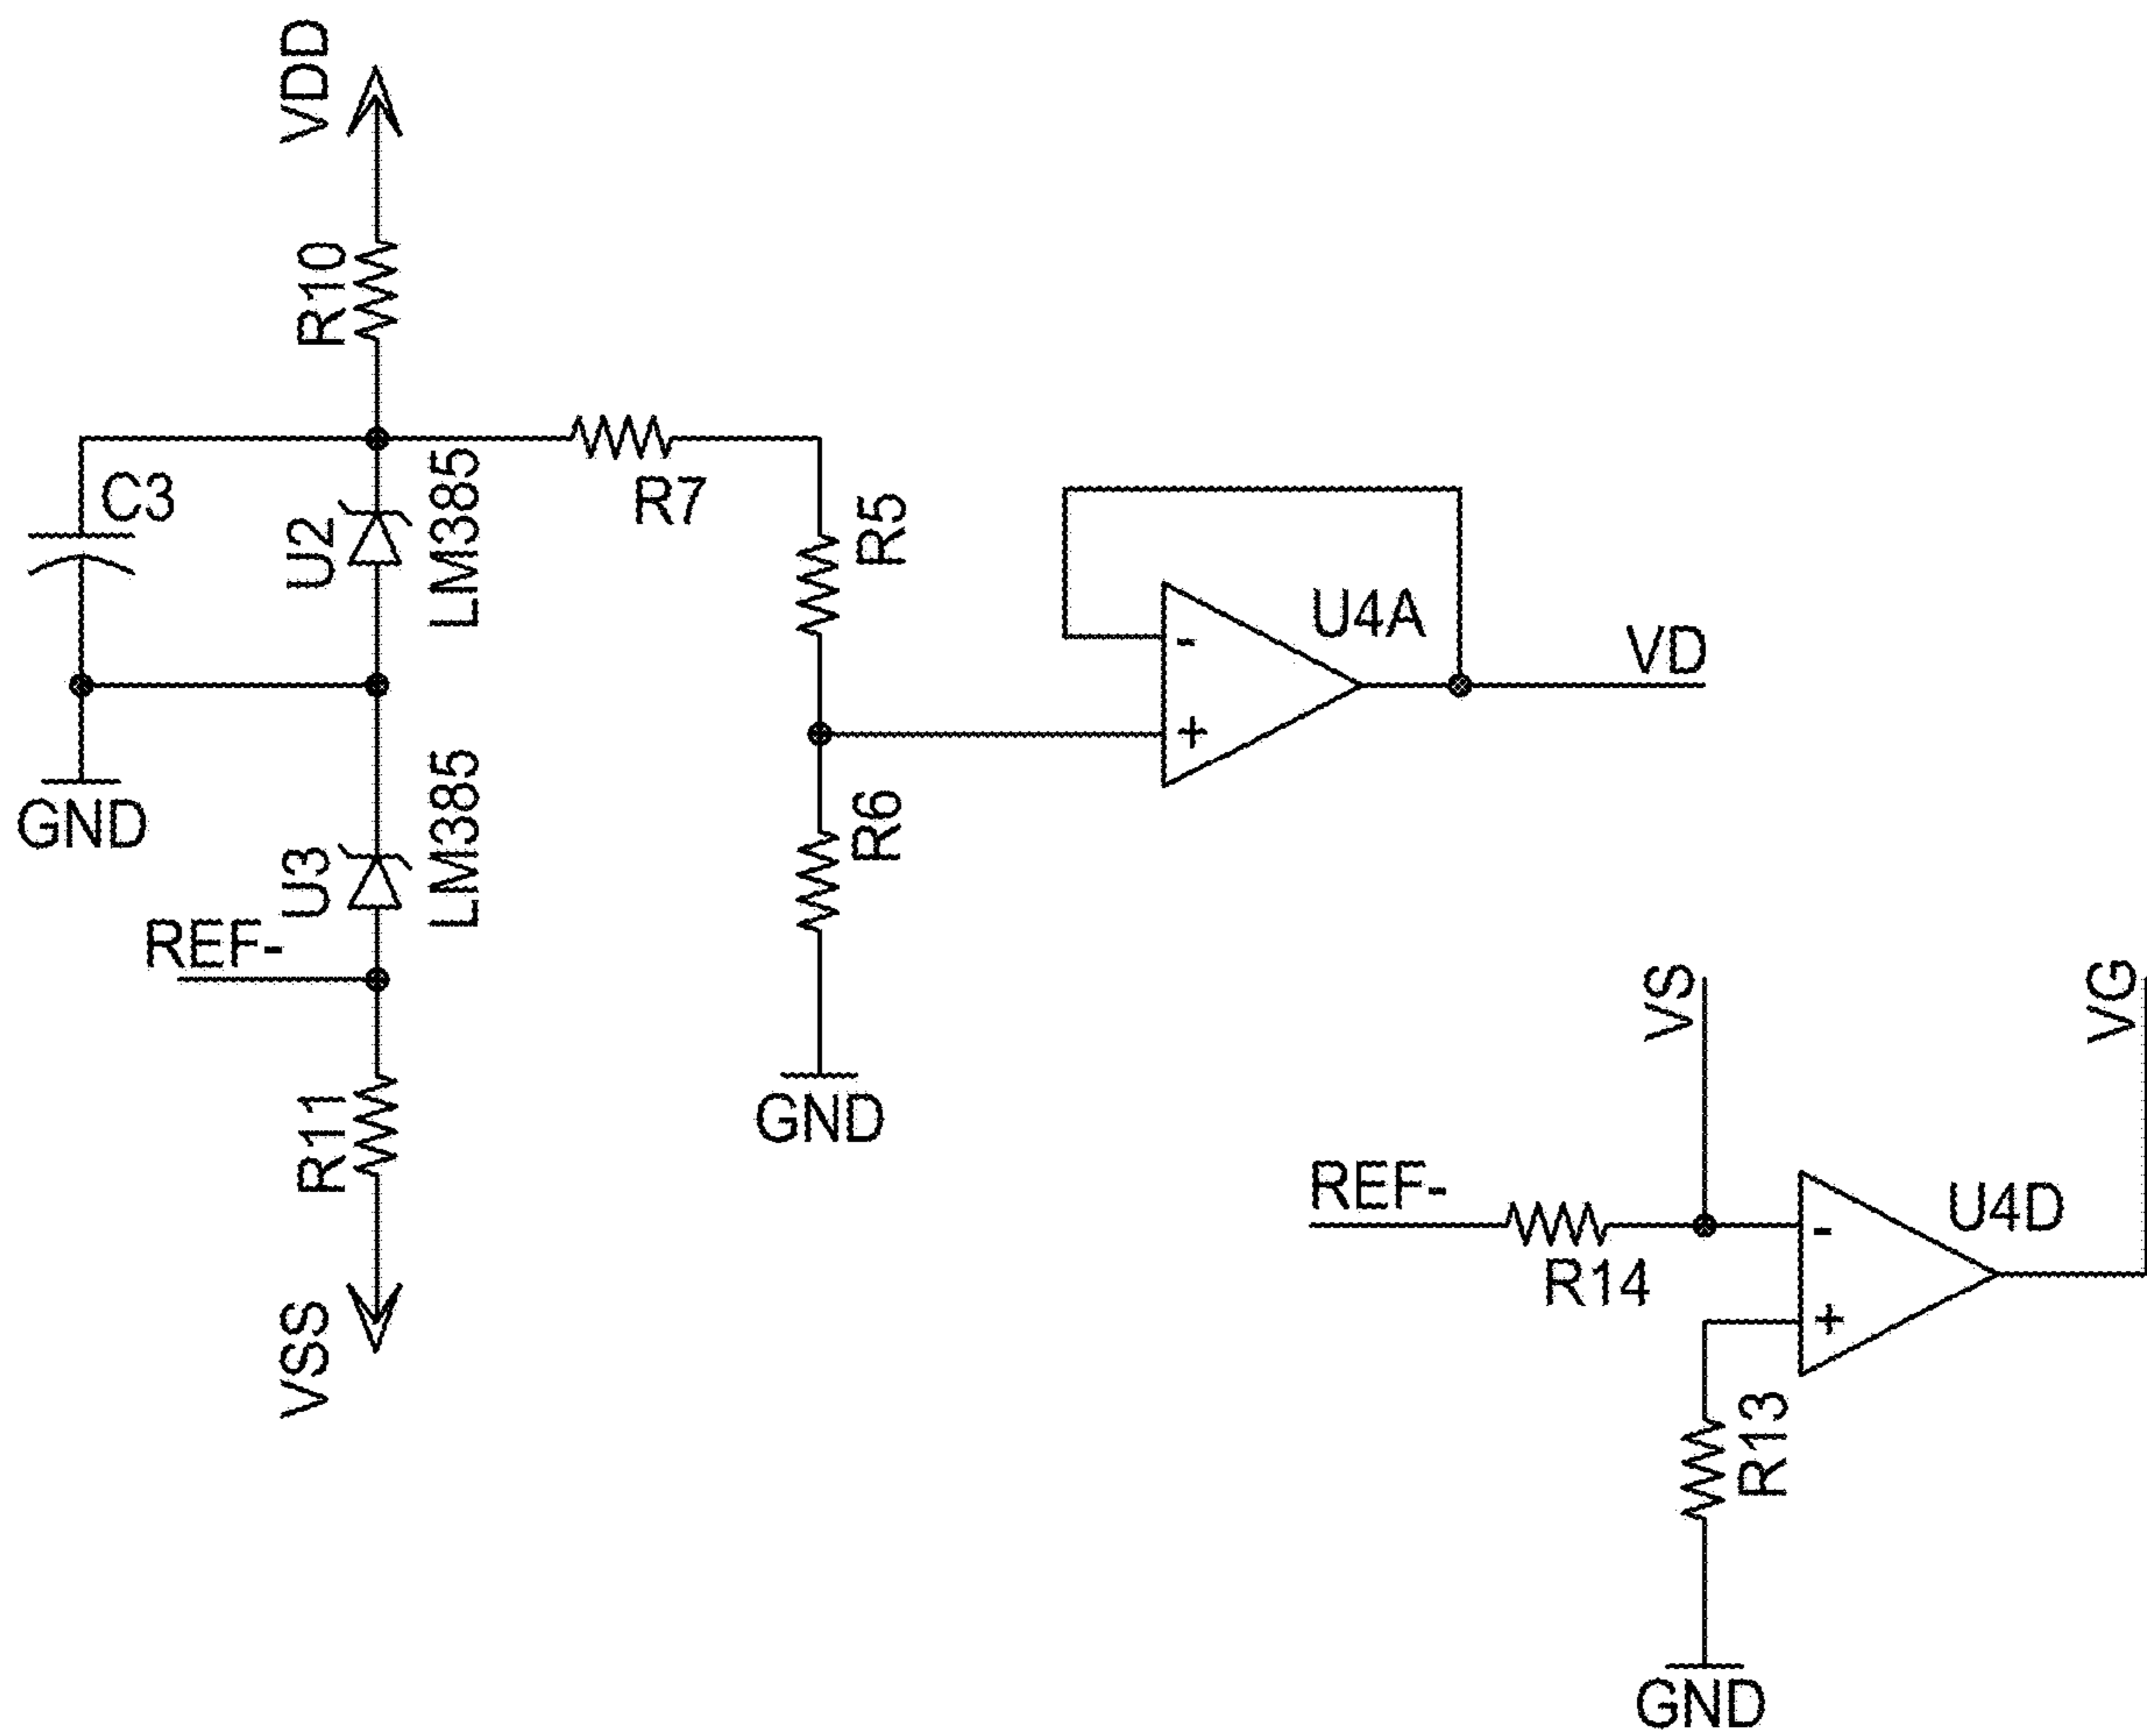 VDD
R10
C3
U2
LM385
R7
R5
U4A
VD
-
+
GND
U3
LM385
R6
REF-
R11
GND
VSS
VS
VG
REF-
R14
U4D
-
+
R13
GND